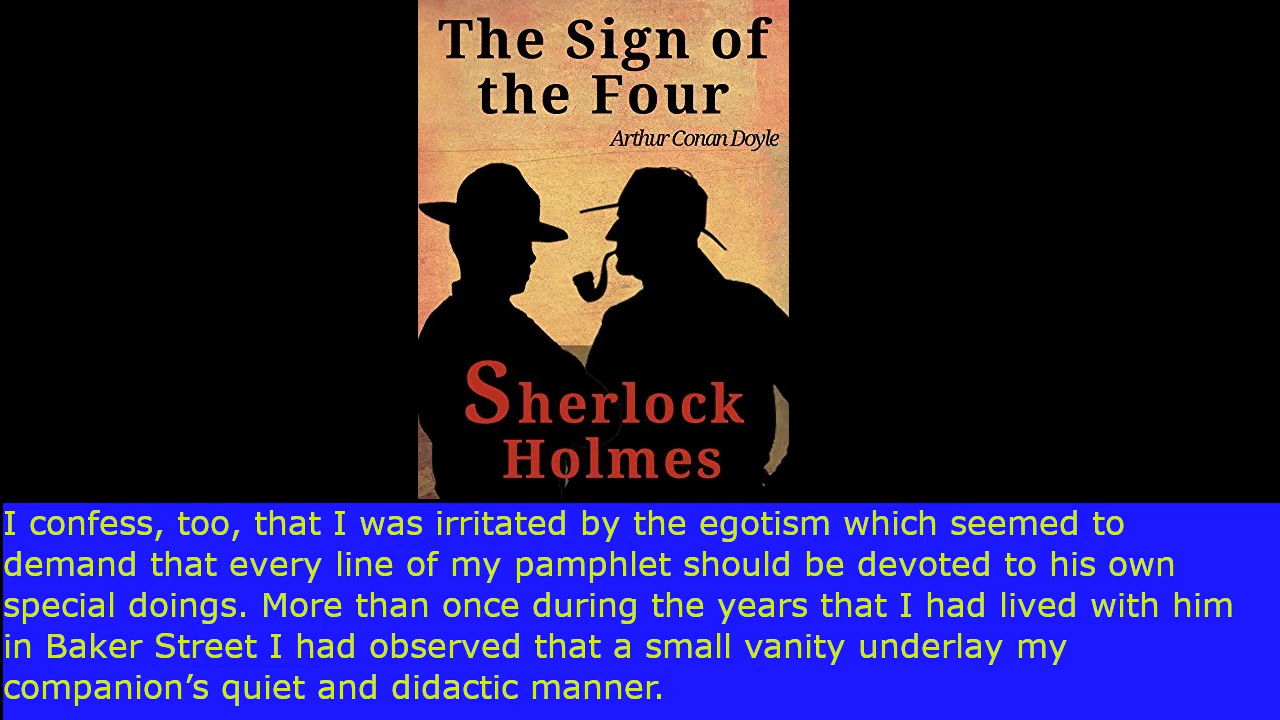 The Sign of
the Four
Arthur Conan Doyle
Sherlock
Holmes
I confess, too, that I was irritated by the egotism which seemed to
demand that every line of my pamphlet should be devoted to his own
special doings. More than once during the years that I had lived with him
in Baker Street I had observed that a small vanity underlay my
companion’s quiet and didactic manner.